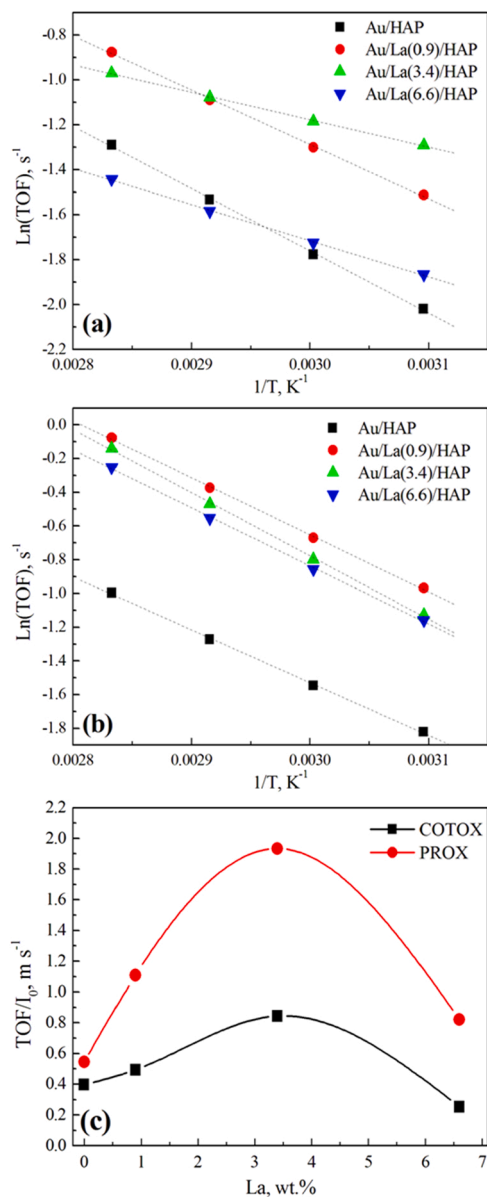 -0.8
-1.0
-1.2
-1.4
-1.6
-1.8
-2.0
-2.2
Ln(TOF), s⁻¹
Au/HAP
Au/La(0.9)/HAP
Au/La(3.4)/HAP
Au/La(6.6)/HAP
(a)
0.0028 0.0029 0.0030 0.0031
1/T, K⁻¹
0.0
-0.2
-0.4
-0.6
-0.8
-1.0
-1.2
-1.4
-1.6
-1.8
Ln(TOF), s⁻¹
Au/HAP
Au/La(0.9)/HAP
Au/La(3.4)/HAP
Au/La(6.6)/HAP
(b)
0.0028 0.0029 0.0030 0.0031
1/T, K⁻¹
2.2
2.0
1.8
1.6
1.4
1.2
1.0
0.8
0.6
0.4
0.2
0.0
TOF/I₀, m s⁻¹
COTOX
PROX
(c)
0 1 2 3 4 5 6 7
La, wt.%